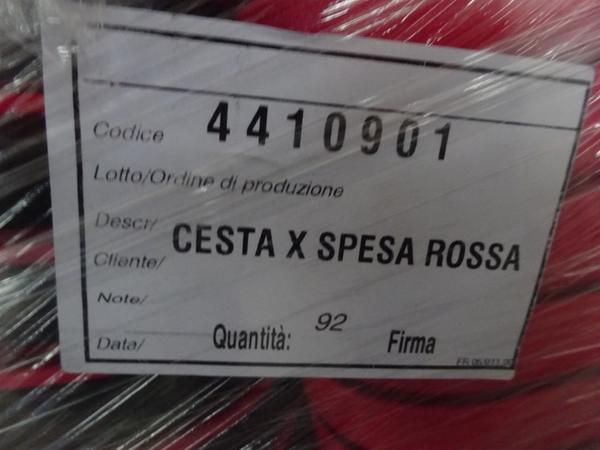 Codice 4410901
Lotto/Ordine di produzione
Descr/ CESTA X SPESA ROSSA
Cliente/
Note/
Data/ Quantità: 92 Firma